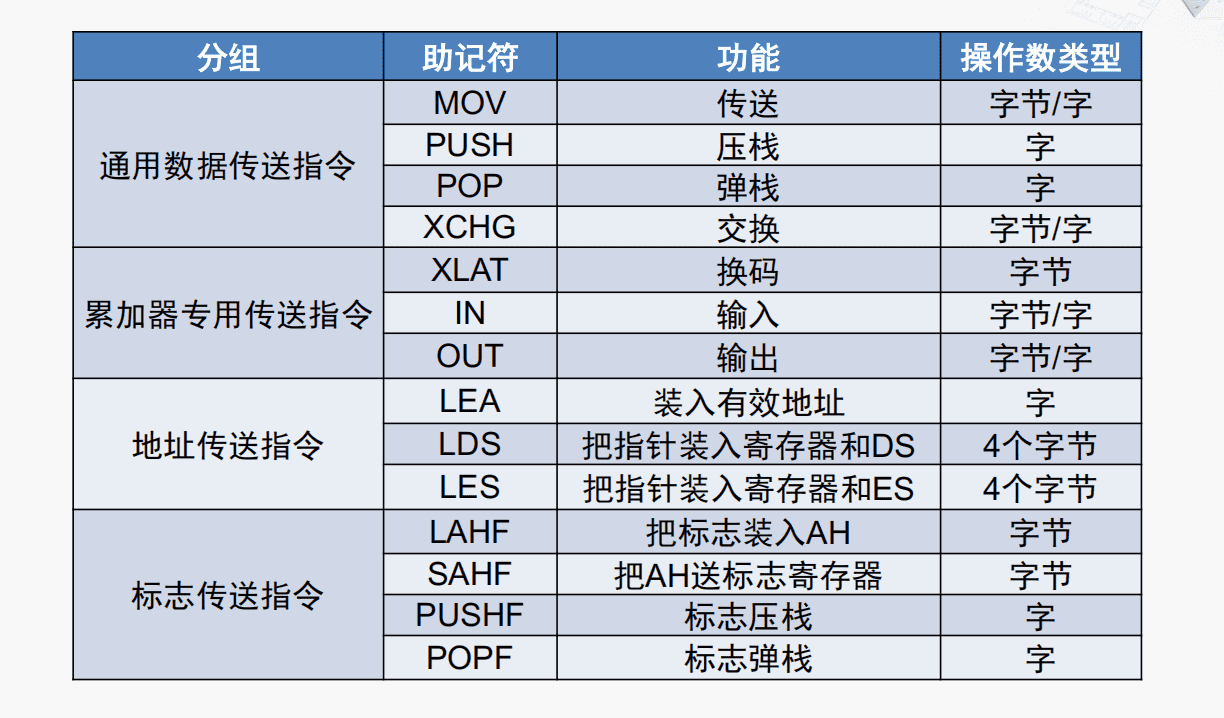 分组 助记符 功能 操作数类型
通用数据传送指令 MOV 传送 字节/字
PUSH 压栈 字
POP 弹栈 字
XCHG 交换 字节/字
累加器专用传送指令 XLAT 换码 字节
IN 输入 字节/字
OUT 输出 字节/字
地址传送指令 LEA 装入有效地址 字
LDS 把指针装入寄存器和DS 4个字节
LES 把指针装入寄存器和ES 4个字节
标志传送指令 LAHF 把标志装入AH 字节
SAHF 把AH送标志寄存器 字节
PUSHF 标志压栈 字
POPF 标志弹栈 字